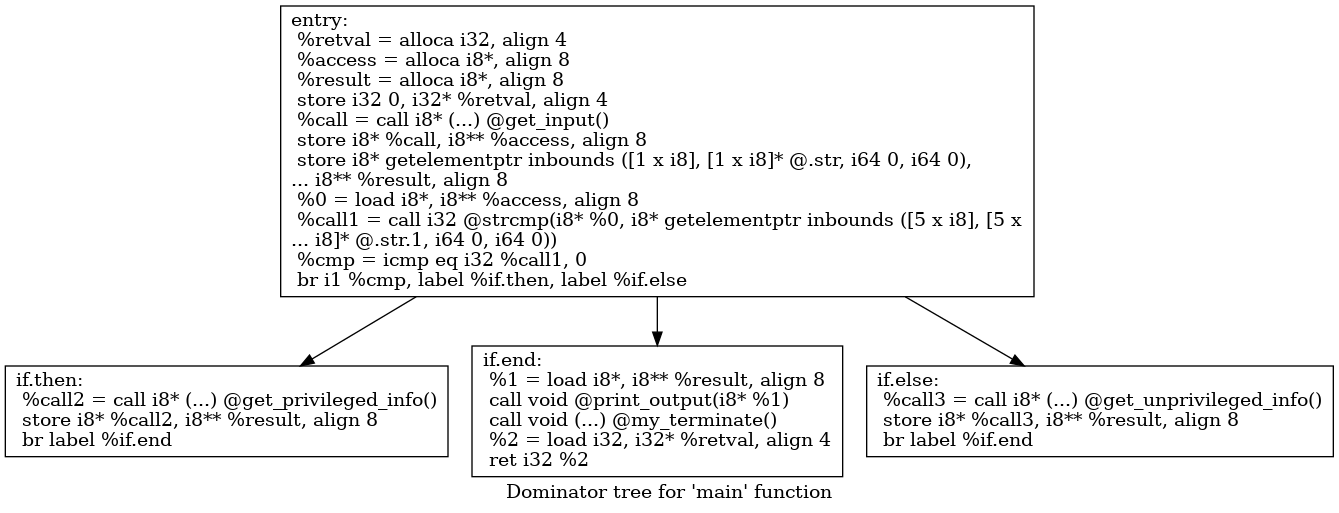 entry:
%retval = alloca i32, align 4
%access = alloca i8*, align 8
%result = alloca i8*, align 8
store i32 0, i32* %retval, align 4
%call = call i8* (...) @get_input()
store i8* %call, i8** %access, align 8
store i8* getelementptr inbounds ([1 x i8], [1 x i8]* @.str, i64 0, i64 0),
... i8** %result, align 8
%0 = load i8*, i8** %access, align 8
%call1 = call i32 @strcmp(i8* %0, i8* getelementptr inbounds ([5 x i8], [5 x
... i8]* @.str.1, i64 0, i64 0))
%cmp = icmp eq i32 %call1, 0
br i1 %cmp, label %if.then, label %if.else
if.then:
%call2 = call i8* (...) @get_privileged_info()
store i8* %call2, i8** %result, align 8
br label %if.end
if.end:
%1 = load i8*, i8** %result, align 8
call void @print_output(i8* %1)
call void (...) @my_terminate()
%2 = load i32, i32* %retval, align 4
ret i32 %2
if.else:
%call3 = call i8* (...) @get_unprivileged_info()
store i8* %call3, i8** %result, align 8
br label %if.end
Dominator tree for 'main' function